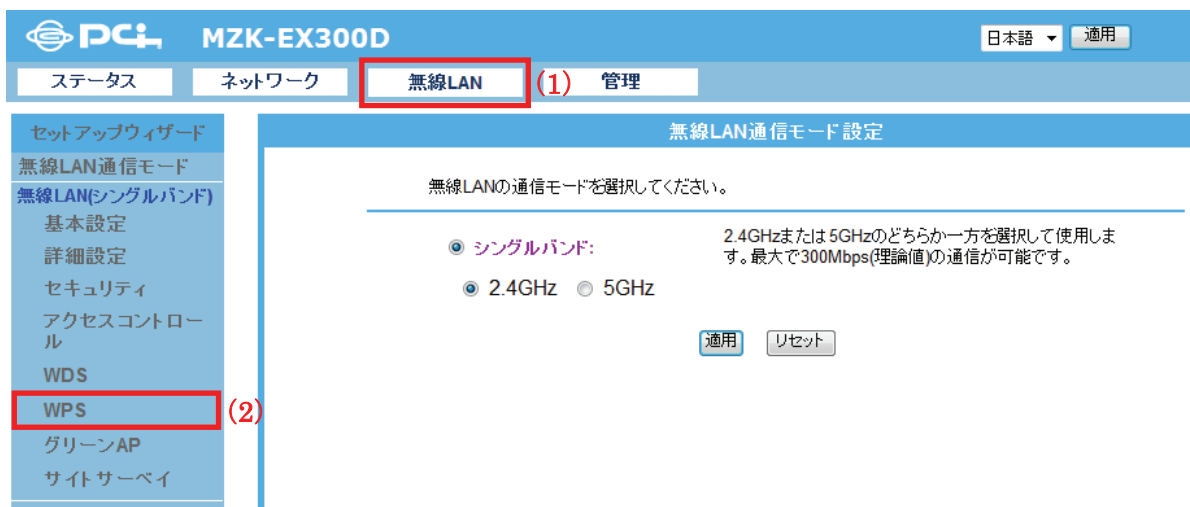 PCi MZK-EX300D 日本語 適用
ステータス ネットワーク 無線LAN (1) 管理
セットアップウィザード
無線LAN通信モード
無線LAN(シングルバンド)
基本設定
詳細設定
セキュリティ
アクセスコントロー
ル
WDS
WPS (2)
グリーンAP
サイトサーベイ
無線LAN通信モード設定
無線LANの通信モードを選択してください。
シングルバンド:
2.4GHz 5GHz
2.4GHzまたは5GHzのどちらか一方を選択して使用しま
す。最大で300Mbps(理論値)の通信が可能です。
適用 リセット